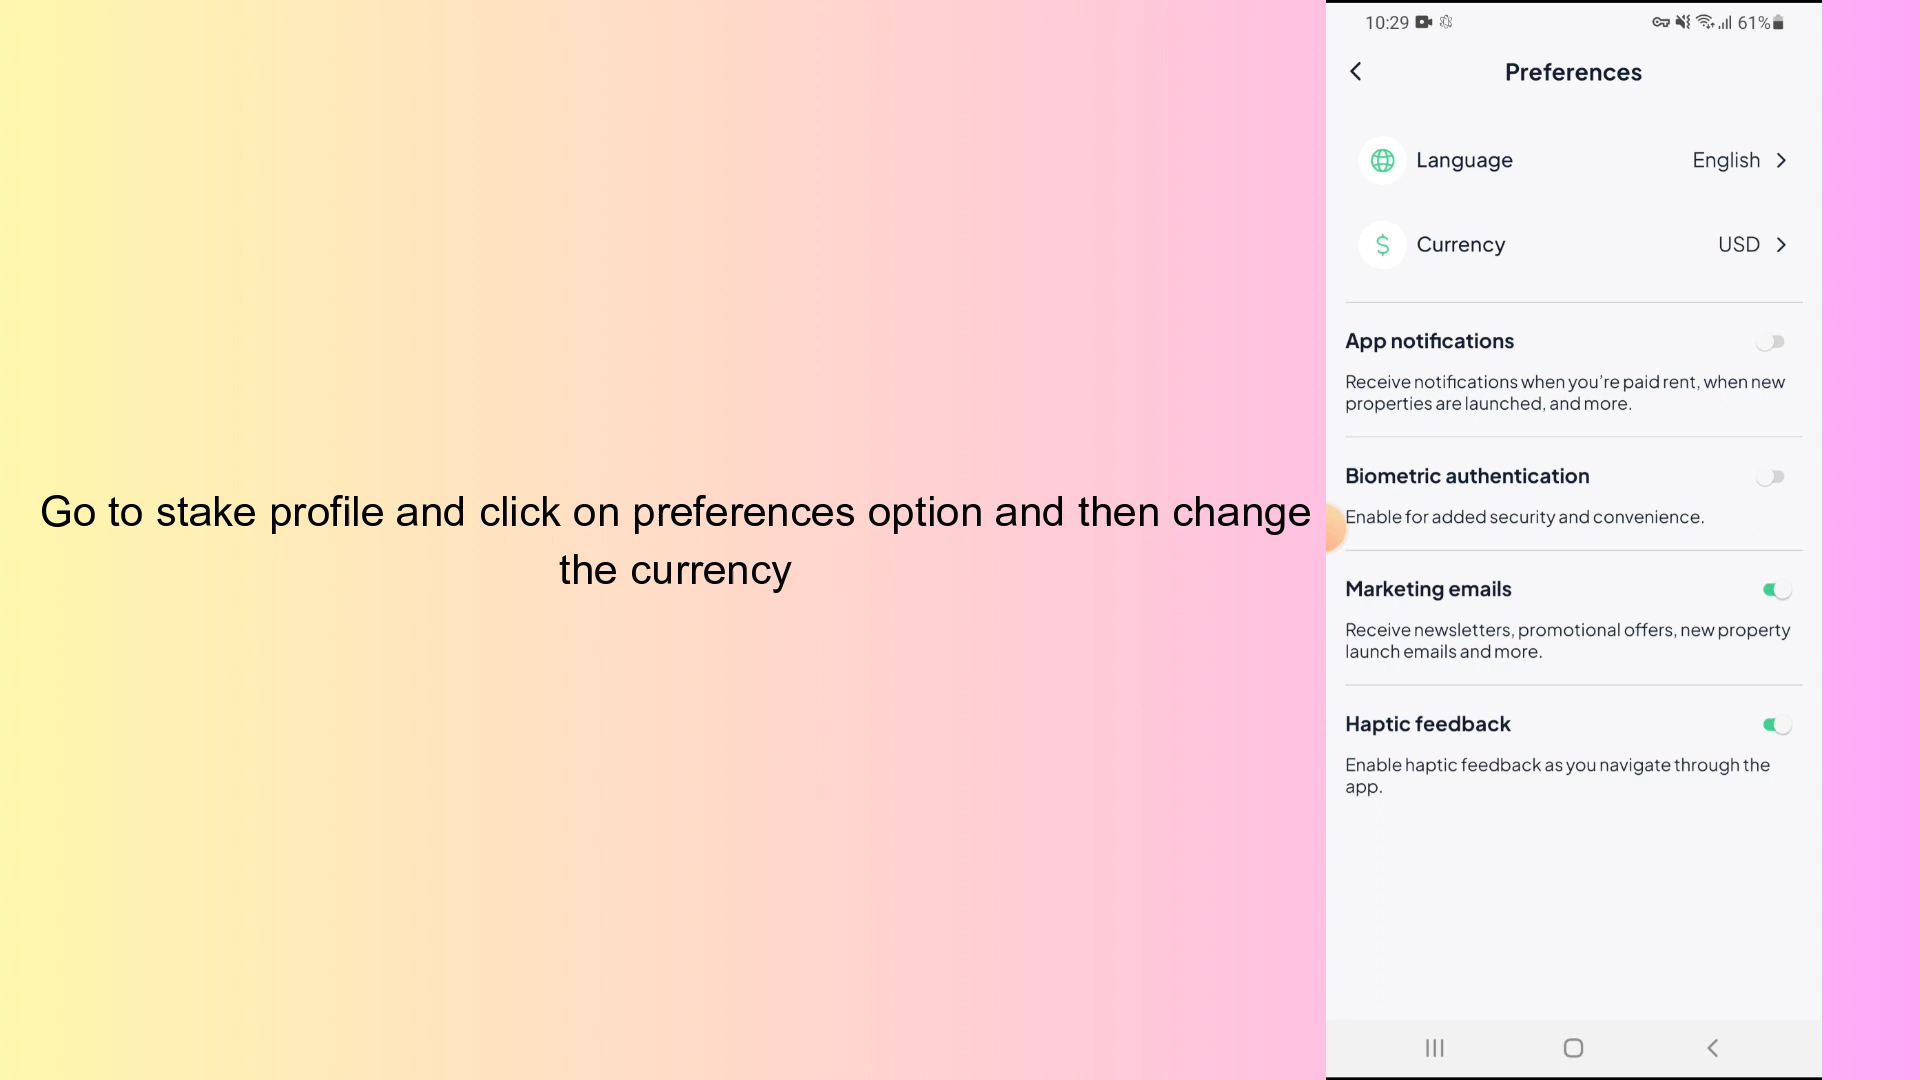 Go to stake profile and click on preferences option and then change
the currency
10:29
61%
Preferences
Language
English
Currency
USD
App notifications
Receive notifications when you're paid rent, when new
properties are launched, and more.
Biometric authentication
Enable for added security and convenience.
Marketing emails
Receive newsletters, promotional offers, new property
launch emails and more.
Haptic feedback
Enable haptic feedback as you navigate through the
app.